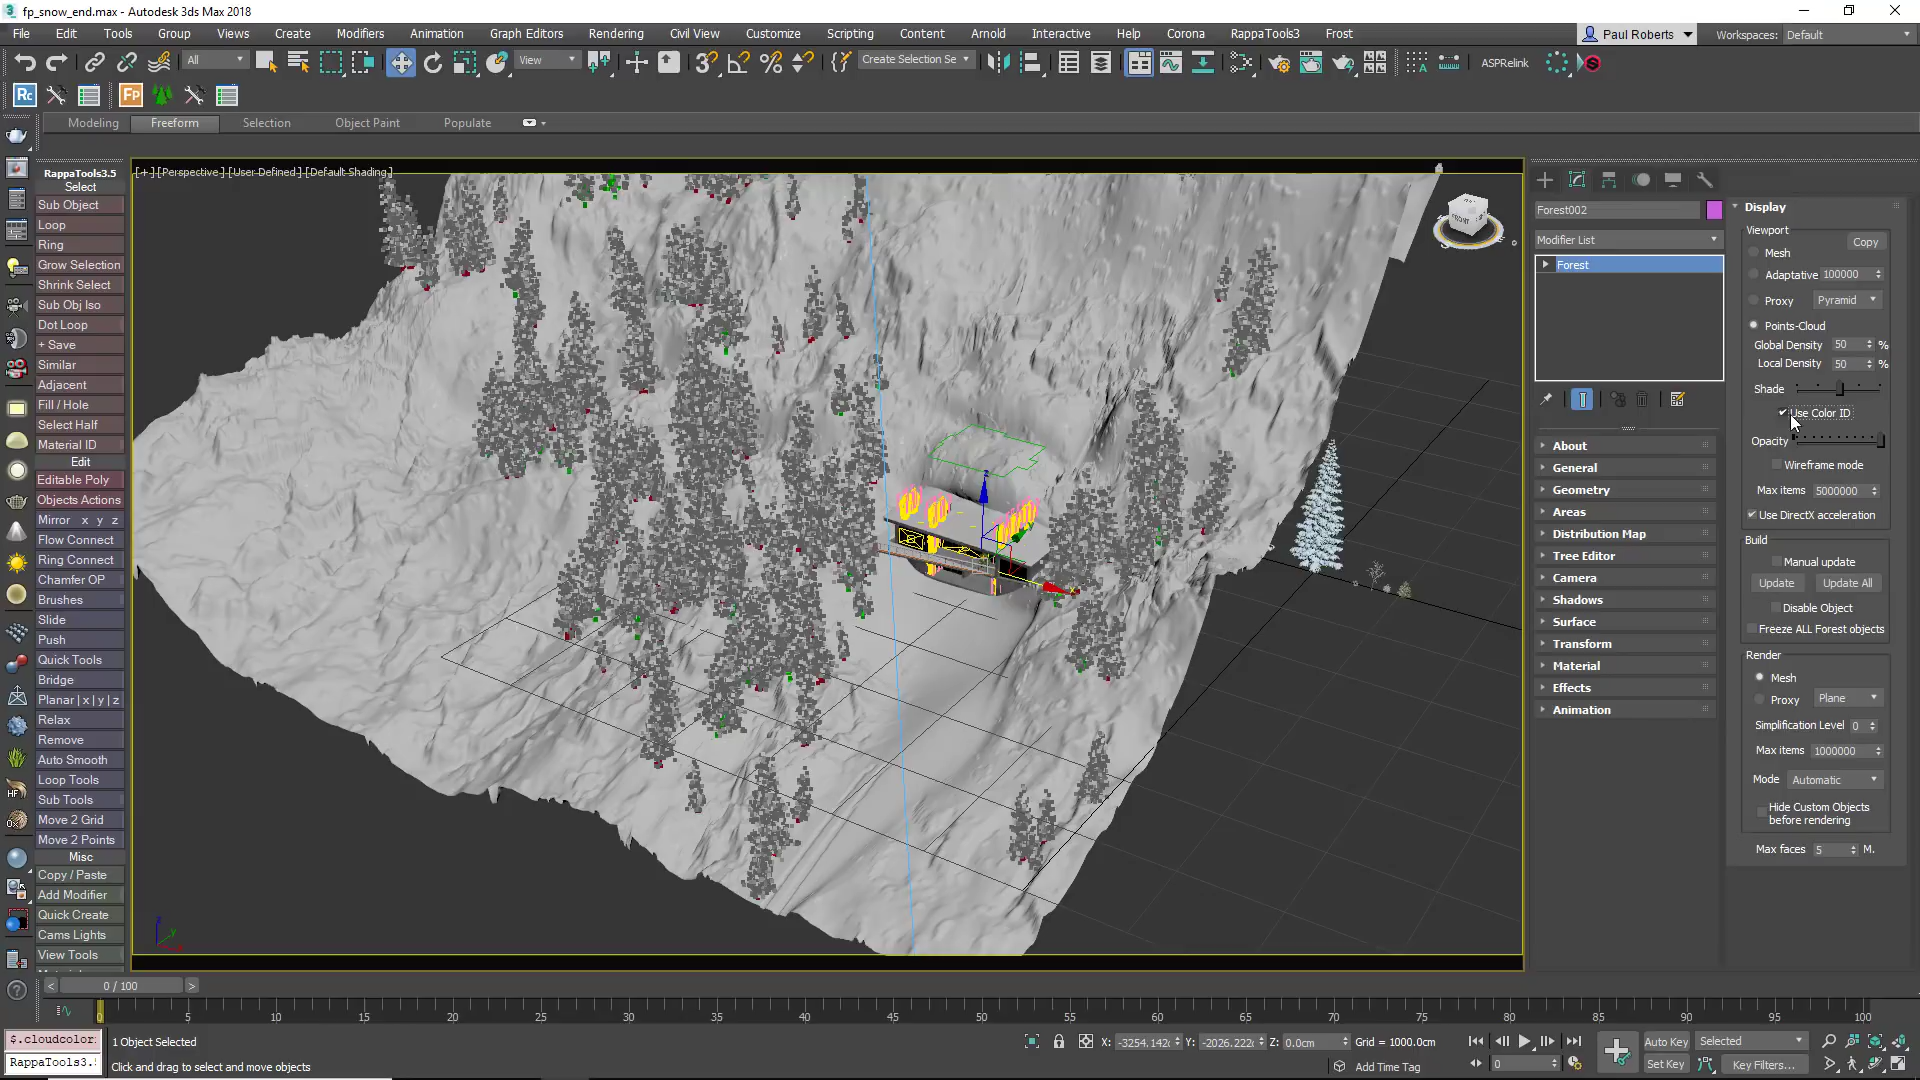 fp_snow_end.max - Autodesk 3ds Max 2018
File Edit Tools Group Views Create Modifiers Animation Graph Editors Rendering Civil View Customize Scripting Content Arnold Interactive Help Corona RappaTools3 Frost Paul Roberts Workspaces: Default
All View Create Selection Se ASPRelink
Rc Fp
Modeling Freeform Selection Object Paint Populate
[+] [Perspective] [User Defined] [Default Shading]
RappaTools3.5
Select
Sub Object
Loop
Ring
Grow Selection
Shrink Select
Sub Obj Iso
Dot Loop
+ Save
Similar
Adjacent
Fill / Hole
Select Half
Material ID
Edit
Editable Poly
Objects Actions
Mirror x y z
Flow Connect
Ring Connect
Chamfer OP
Brushes
Slide
Push
Quick Tools
Bridge
Planar | x | y | z
Relax
Remove
Auto Smooth
Loop Tools
Sub Tools
Move 2 Grid
Move 2 Points
Misc
Copy / Paste
Add Modifier
Quick Create
Cams Lights
View Tools
FRONT
Forest002
Modifier List
Forest
About
General
Geometry
Areas
Distribution Map
Tree Editor
Camera
Shadows
Surface
Transform
Material
Effects
Animation
Display
Viewport
Copy
Mesh
Adaptative 100000
Proxy Pyramid
Points-Cloud
Global Density 50 %
Local Density 50 %
Shade
Use Color ID
Opacity
Wireframe mode
Max items 5000000
Use DirectX acceleration
Build
Manual update
Update Update All
Disable Object
Freeze ALL Forest objects
Render
Mesh
Proxy Plane
Simplification Level 0
Max items 1000000
Mode Automatic
Hide Custom Objects
before rendering
Max faces 5 M.
< 0 / 100 >
0 5 10 15 20 25 30 35 40 45 50 55 60 65 70 75 80 85 90 95 100
$.cloudcolor:
RappaTools3.5
1 Object Selected
Click and drag to select and move objects
X: -3254.142c Y: -2026.222c Z: 0.0cm Grid = 1000.0cm
Add Time Tag
0
Auto Key Selected
Set Key Key Filters...